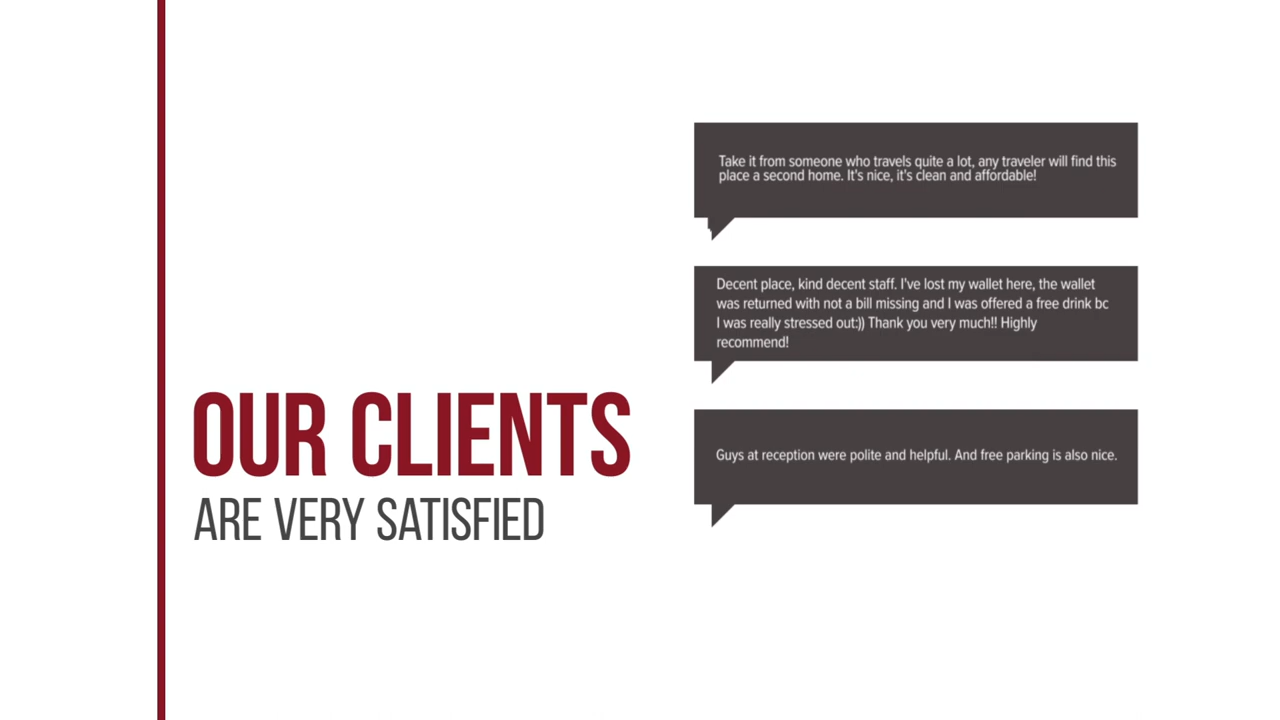 OUR CLIENTS
ARE VERY SATISFIED
Take it from someone who travels quite a lot, any traveler will find this
place a second home. It's nice, it's clean and affordable!
Decent place, kind decent staff. I've lost my wallet here, the wallet
was returned with not a bill missing and I was offered a free drink bc
I was really stressed out:)) Thank you very much!! Highly
recommend!
Guys at reception were polite and helpful. And free parking is also nice.